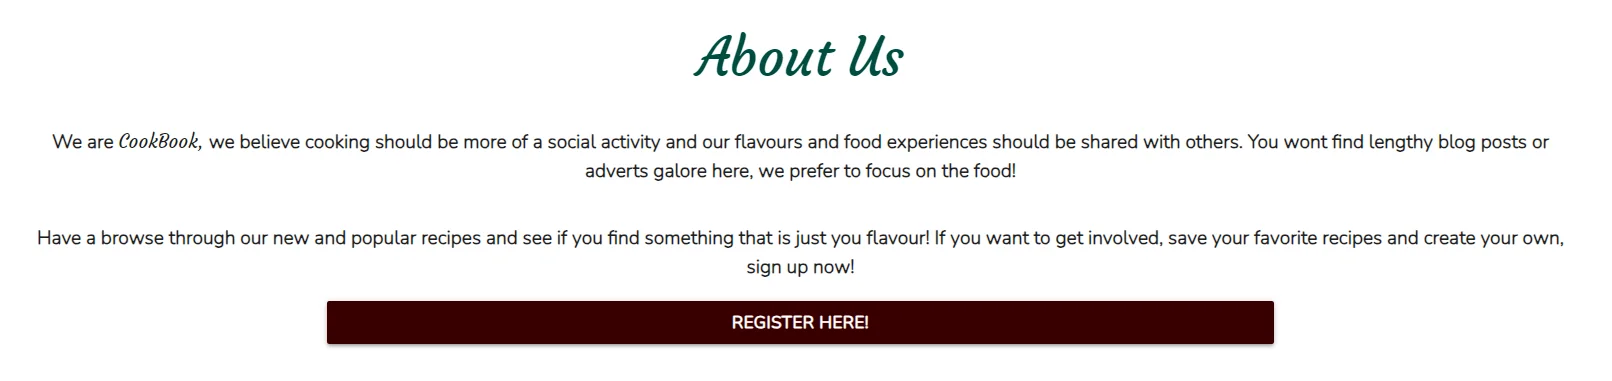 About Us
We are CookBook, we believe cooking should be more of a social activity and our flavours and food experiences should be shared with others. You wont find lengthy blog posts or
adverts galore here, we prefer to focus on the food!
Have a browse through our new and popular recipes and see if you find something that is just you flavour! If you want to get involved, save your favorite recipes and create your own,
sign up now!
REGISTER HERE!